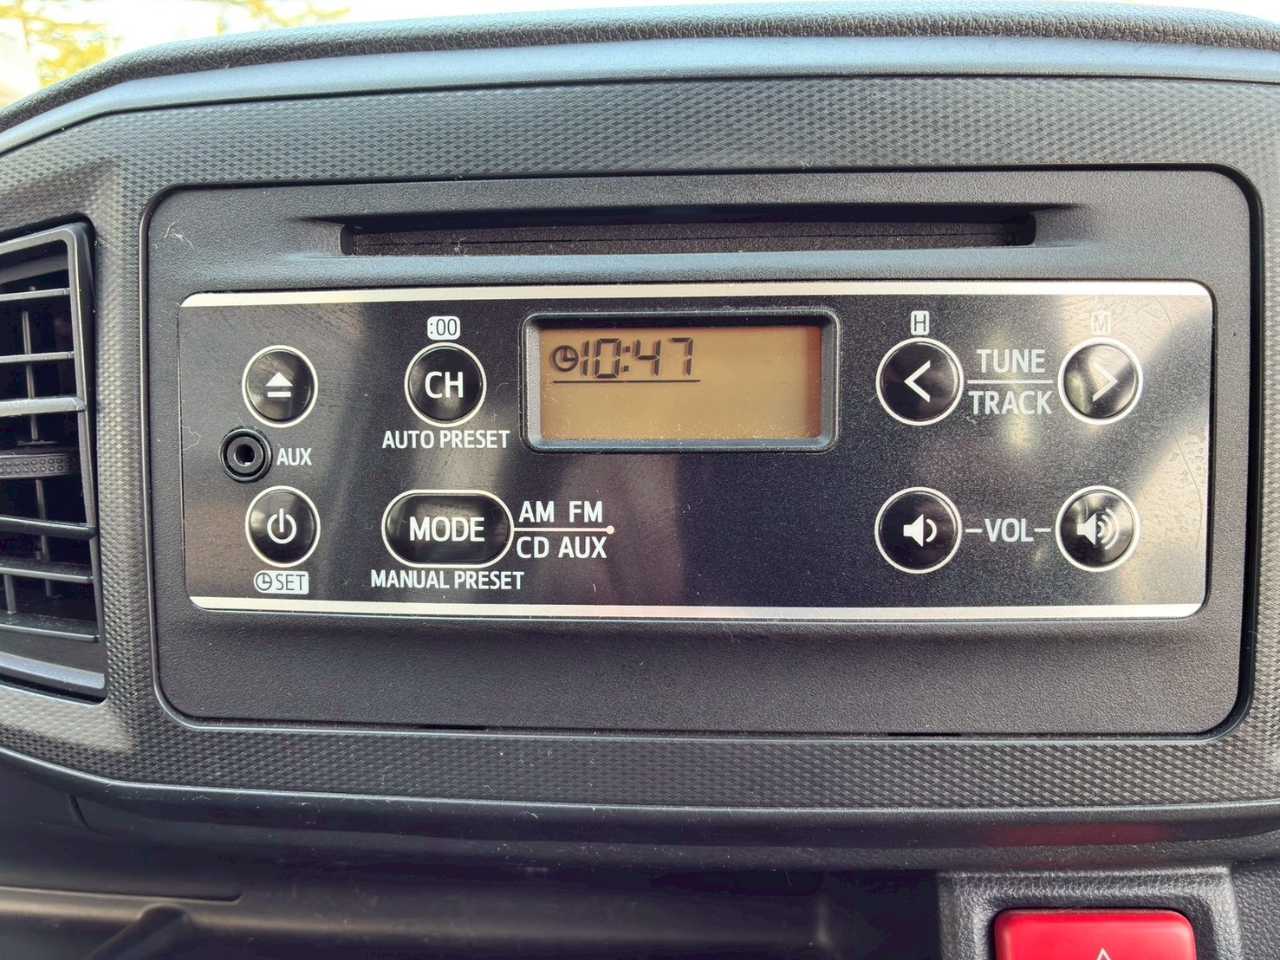 :00
H
M
10:47
CH
TUNE
TRACK
AUTO PRESET
AUX
MODE
AM FM
CD AUX
-VOL-
MANUAL PRESET
SET